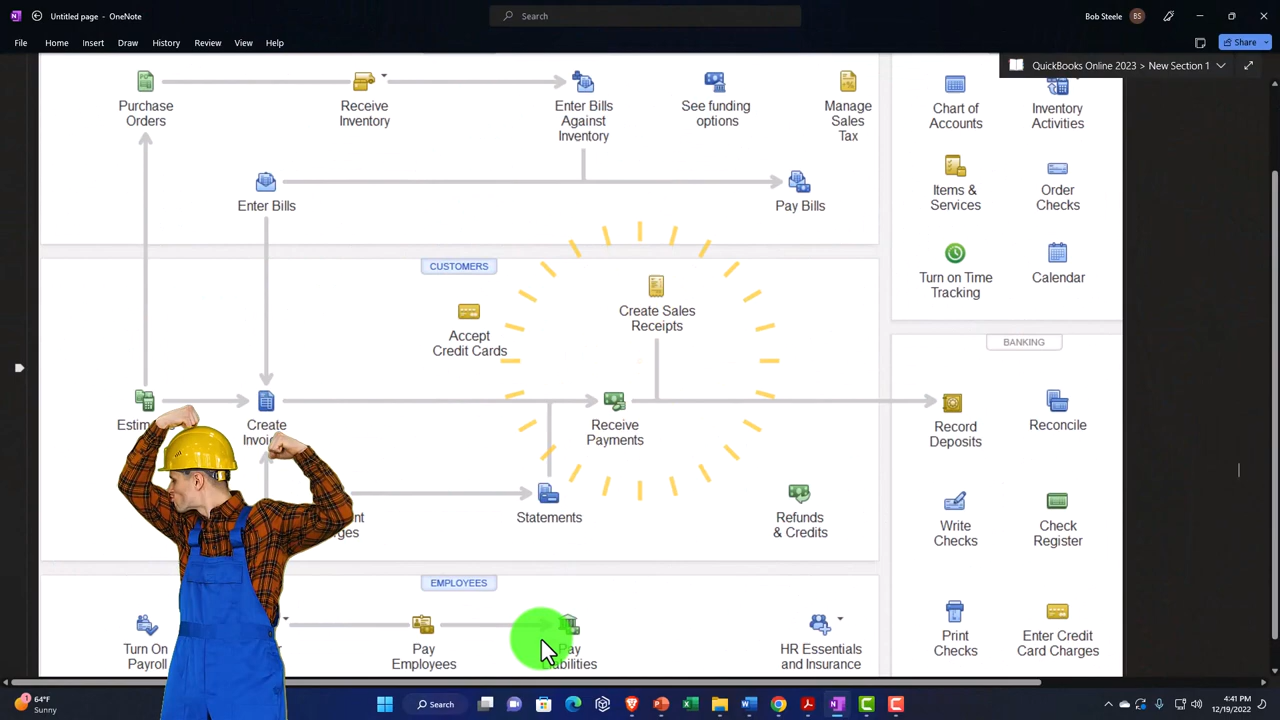 Untitled page - OneNote
Search
Bob Steele
BS
File
Home
Insert
Draw
History
Review
View
Help
Share
QuickBooks Online 2023 > New Section 1
Purchase
Orders
Receive
Inventory
Enter Bills
Against
Inventory
See funding
options
Manage
Sales
Tax
Chart of
Accounts
Inventory
Activities
Enter Bills
Pay Bills
Items &
Services
Order
Checks
Turn on Time
Tracking
Calendar
CUSTOMERS
Accept
Credit Cards
Create Sales
Receipts
BANKING
Create
Receive
Payments
Record
Deposits
Reconcile
Statements
Refunds
& Credits
Write
Checks
Check
Register
EMPLOYEES
Turn On
Payroll
Pay
Employees
Pay
HR Essentials
and Insurance
Print
Checks
Enter Credit
Card Charges
64°F
Sunny
Search
4:41 PM
12/19/2022